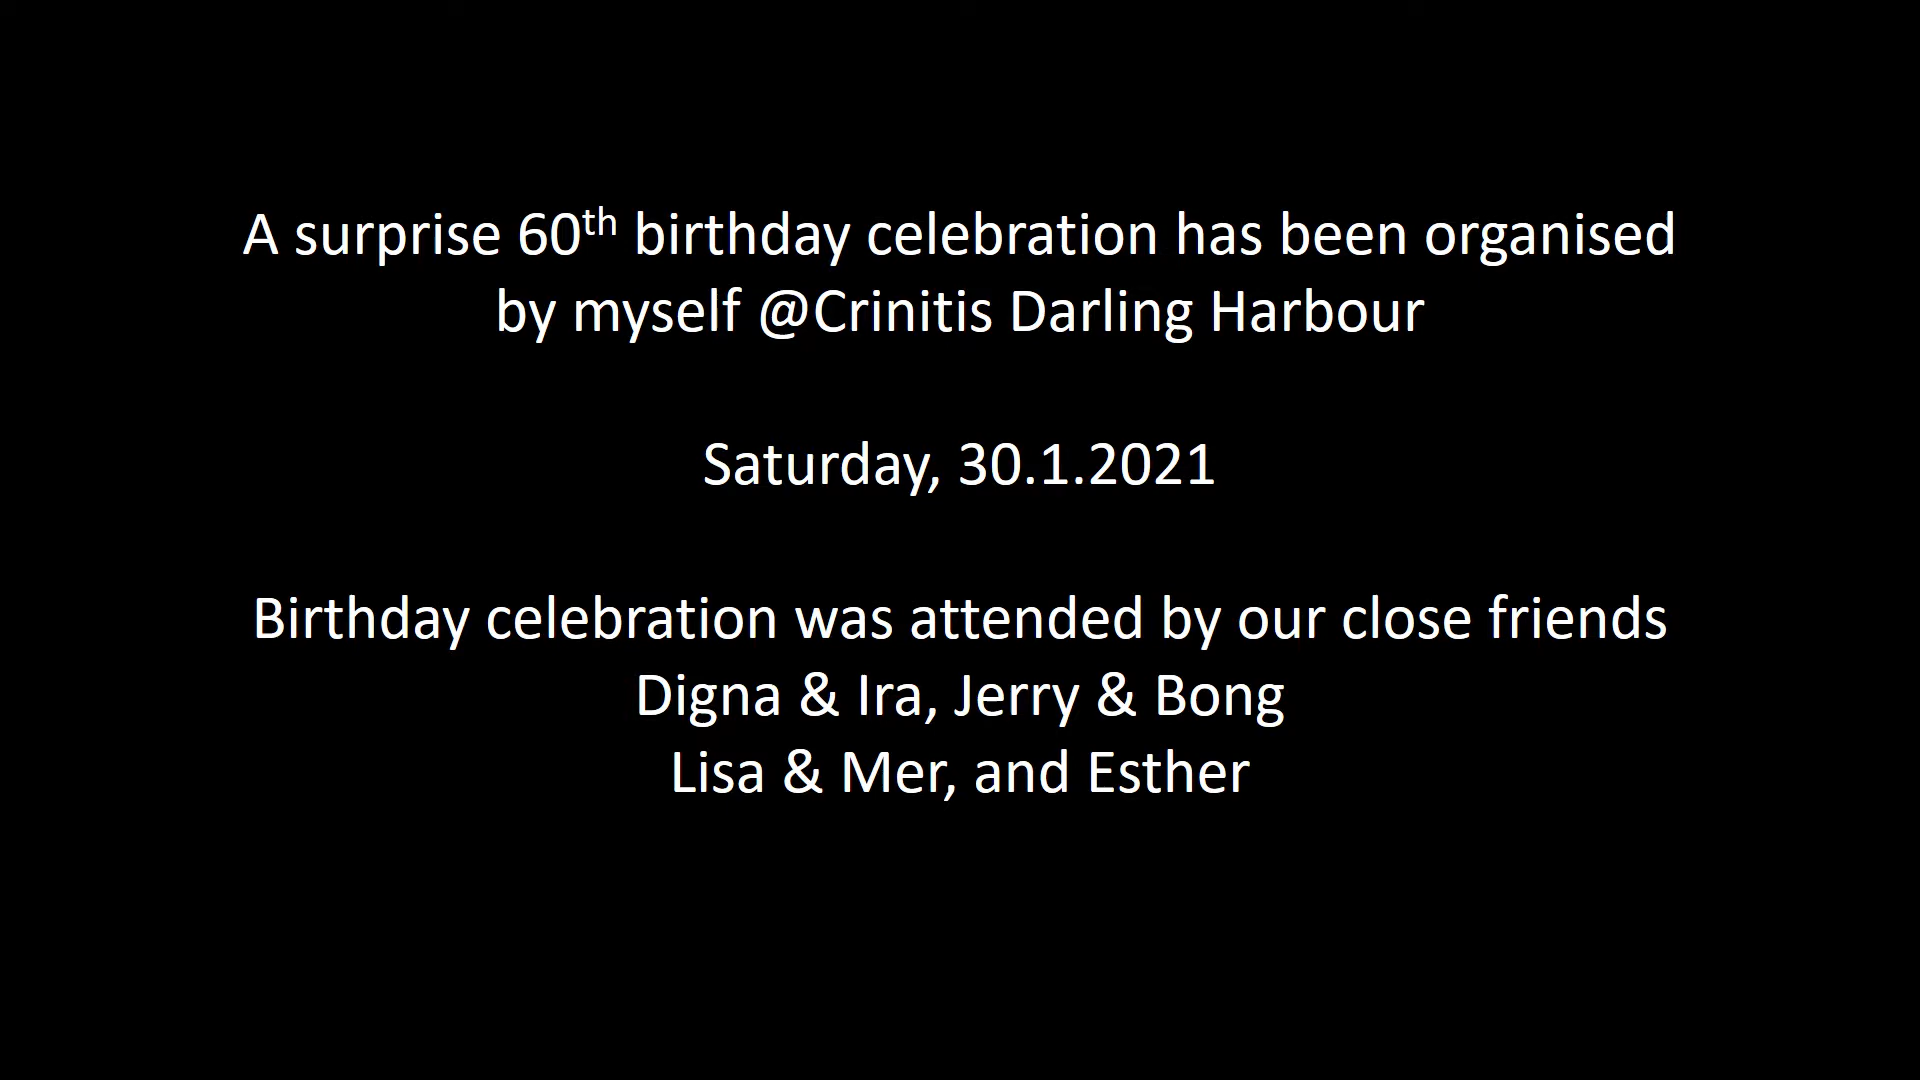 A surprise 60th birthday celebration has been organised
by myself @Crinitis Darling Harbour
Saturday, 30.1.2021
Birthday celebration was attended by our close friends
Digna & Ira, Jerry & Bong
Lisa & Mer, and Esther